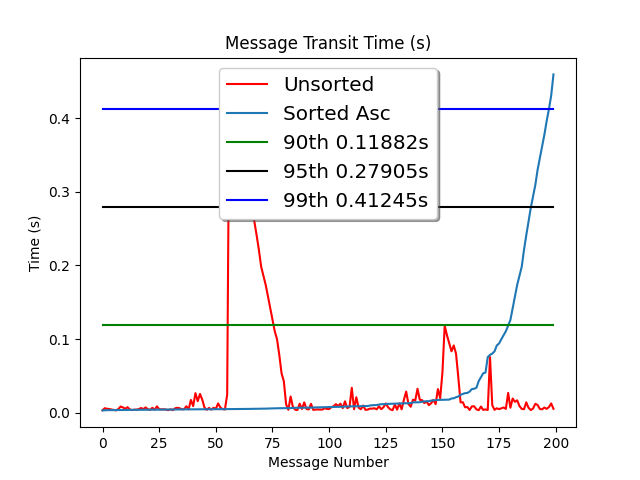 Message Transit Time (s)
Unsorted
Sorted Asc
90th 0.11882s
95th 0.27905s
99th 0.41245s
0.4
0.3
0.2
0.1
0.0
Time (s)
0
25
50
75
100
125
150
175
200
Message Number